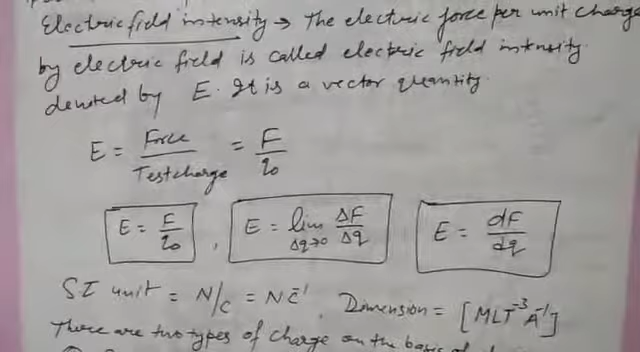 Electric field intensity → The electric force per unit charge
by electric field is called electric field intensity.
denoted by E. It is a vector quantity.
E = Force / Test charge = F / q₀
E = F / q₀ , E = lim Δq→0 ΔF / Δq E = dF / dq
SI unit = N/C = NC⁻¹ , Dimension = [MLT⁻³A⁻¹]
There are two types of charge on the basis of